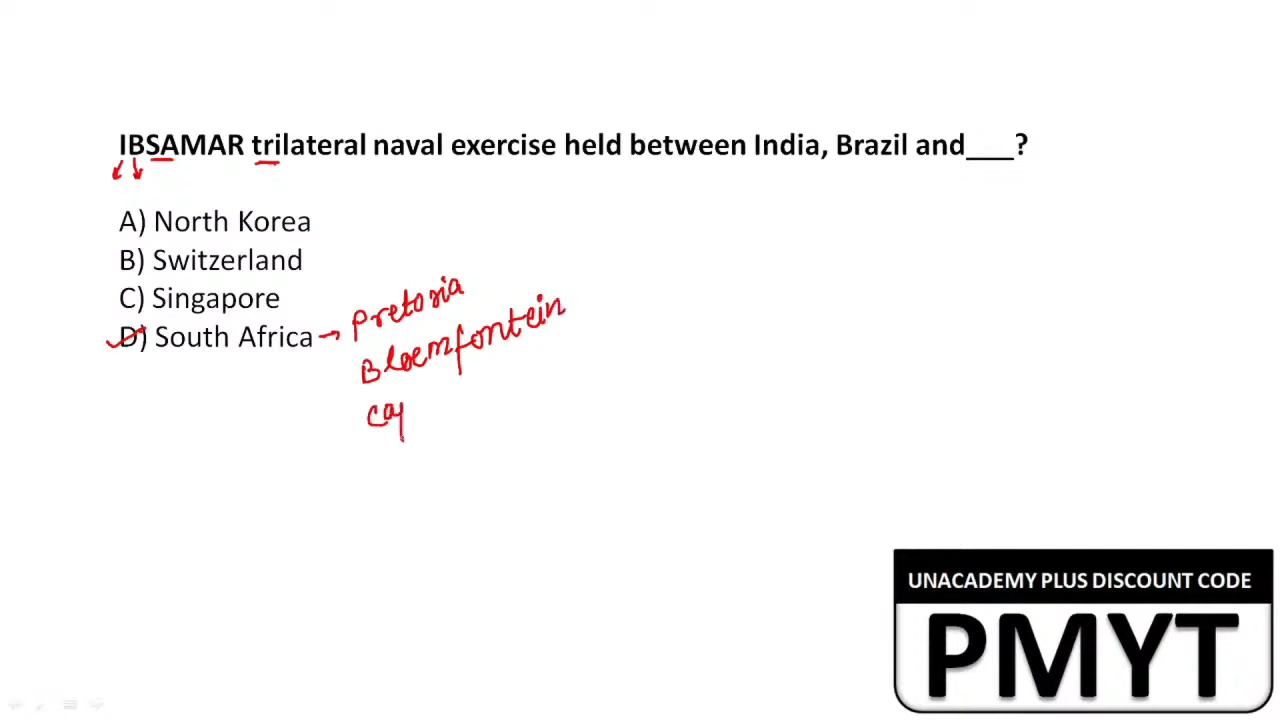 IBSAMAR trilateral naval exercise held between India, Brazil and___?
A) North Korea
B) Switzerland
C) Singapore
D) South Africa → Pretoria
Bloemfontein
Cap
UNACADEMY PLUS DISCOUNT CODE
PMYT